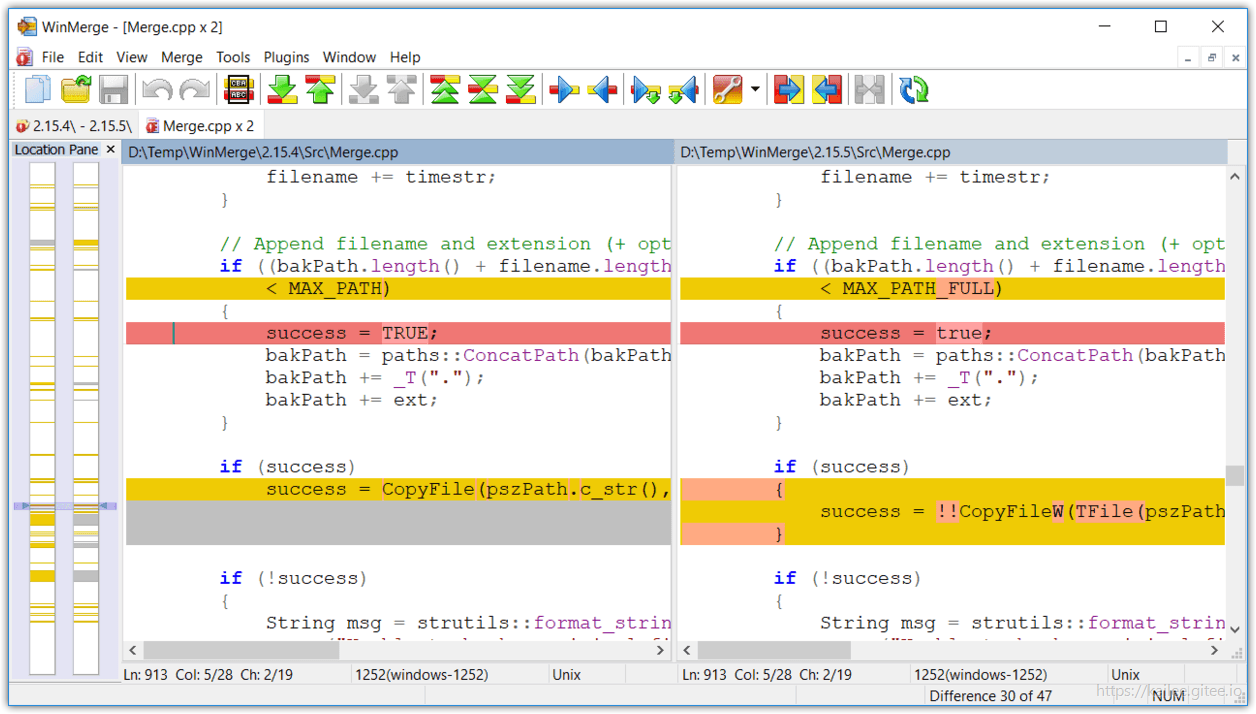 WinMerge - [Merge.cpp x 2]
File Edit View Merge Tools Plugins Window Help
2.15.4\ - 2.15.5\ Merge.cpp x 2
Location Pane
D:\Temp\WinMerge\2.15.4\Src\Merge.cpp
filename += timestr;
}
// Append filename and extension (+ opt
if ((bakPath.length() + filename.length
< MAX_PATH)
{
success = TRUE;
bakPath = paths::ConcatPath(bakPath
bakPath += _T(".");
bakPath += ext;
}
if (success)
success = CopyFile(pszPath.c_str(),
if (!success)
{
String msg = strutils::format_strin
D:\Temp\WinMerge\2.15.5\Src\Merge.cpp
filename += timestr;
}
// Append filename and extension (+ opt
if ((bakPath.length() + filename.length
< MAX_PATH_FULL)
{
success = true;
bakPath = paths::ConcatPath(bakPath
bakPath += _T(".");
bakPath += ext;
}
if (success)
{
success = !!CopyFileW(TFile(pszPath
}
if (!success)
{
String msg = strutils::format_strin
Ln: 913 Col: 5/28 Ch: 2/19 1252(windows-1252) Unix
Ln: 913 Col: 5/28 Ch: 2/19 1252(windows-1252) Unix
Difference 30 of 47 NUM
https://kailee.gitee.io